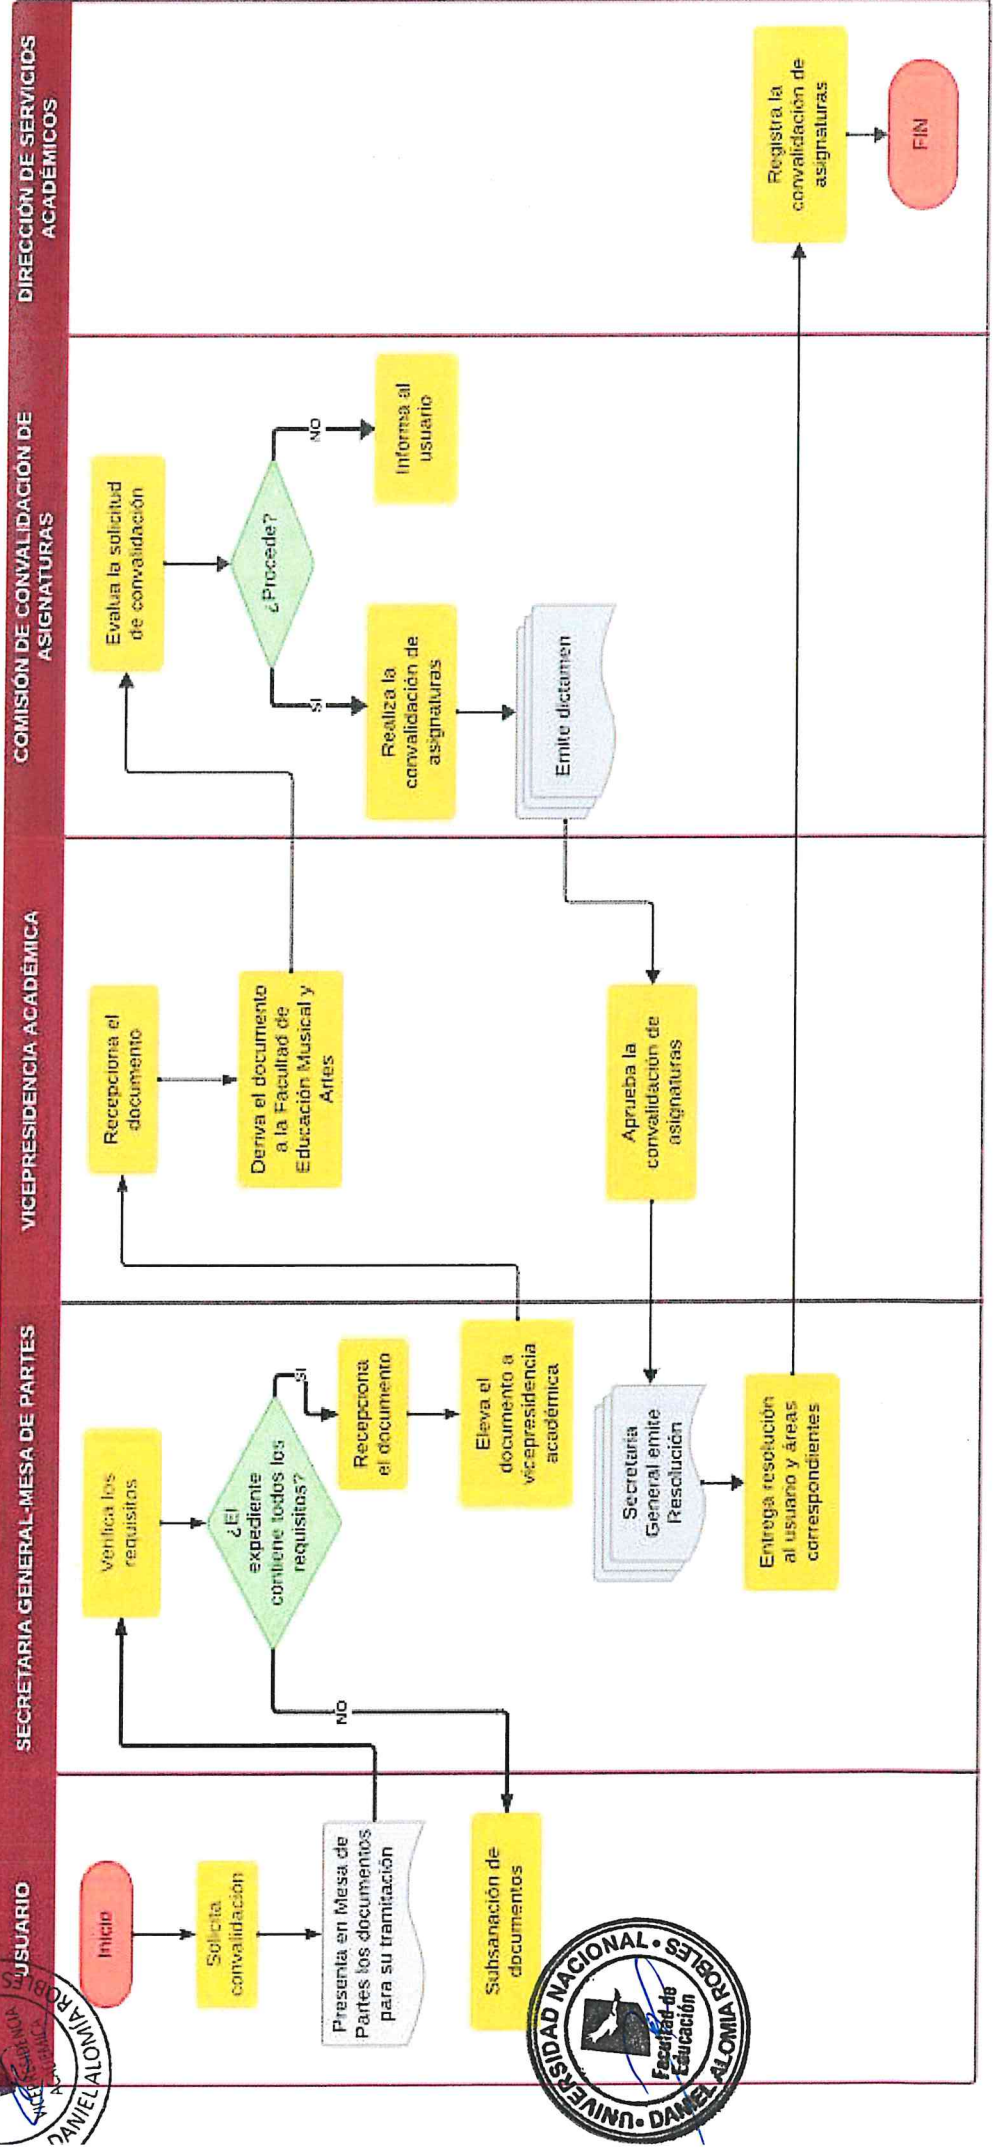 USUARIO
SECRETARIA GENERAL-MESA DE PARTES
VICEPRESIDENCIA ACADÉMICA
COMISIÓN DE CONVALIDACIÓN DE
ASIGNATURAS
DIRECCIÓN DE SERVICIOS
ACADÉMICOS
Inicio
Solicita
convalidación
Presenta en Mesa de
Partes los documentos
para su tramitación
Subsanación de
documentos
Verifica los
requisitos
¿El
expediente
contiene todos los
requisitos?
SI
NO
Recepciona
el documento
Eleva el
documento a
vicepresidencia
académica
Secretaria
General emite
Resolución
Entrega resolución
al usuario y áreas
correspondientes
Recepciona el
documento
Deriva el documento
a la Facultad de
Educación Musical y
Artes
Aprueba la
convalidación de
asignaturas
Evalua la solicitud
de convalidación
¿Procede?
SI
NO
Realiza la
convalidación de
asignaturas
Informa al
usuario
Emite dictamen
Registra la
convalidación de
asignaturas
FIN
DANIEL ALOMIA ROBLES
UNIVERSIDAD NACIONAL • DANIEL ALOMIA ROBLES •
Facultad de
Educación